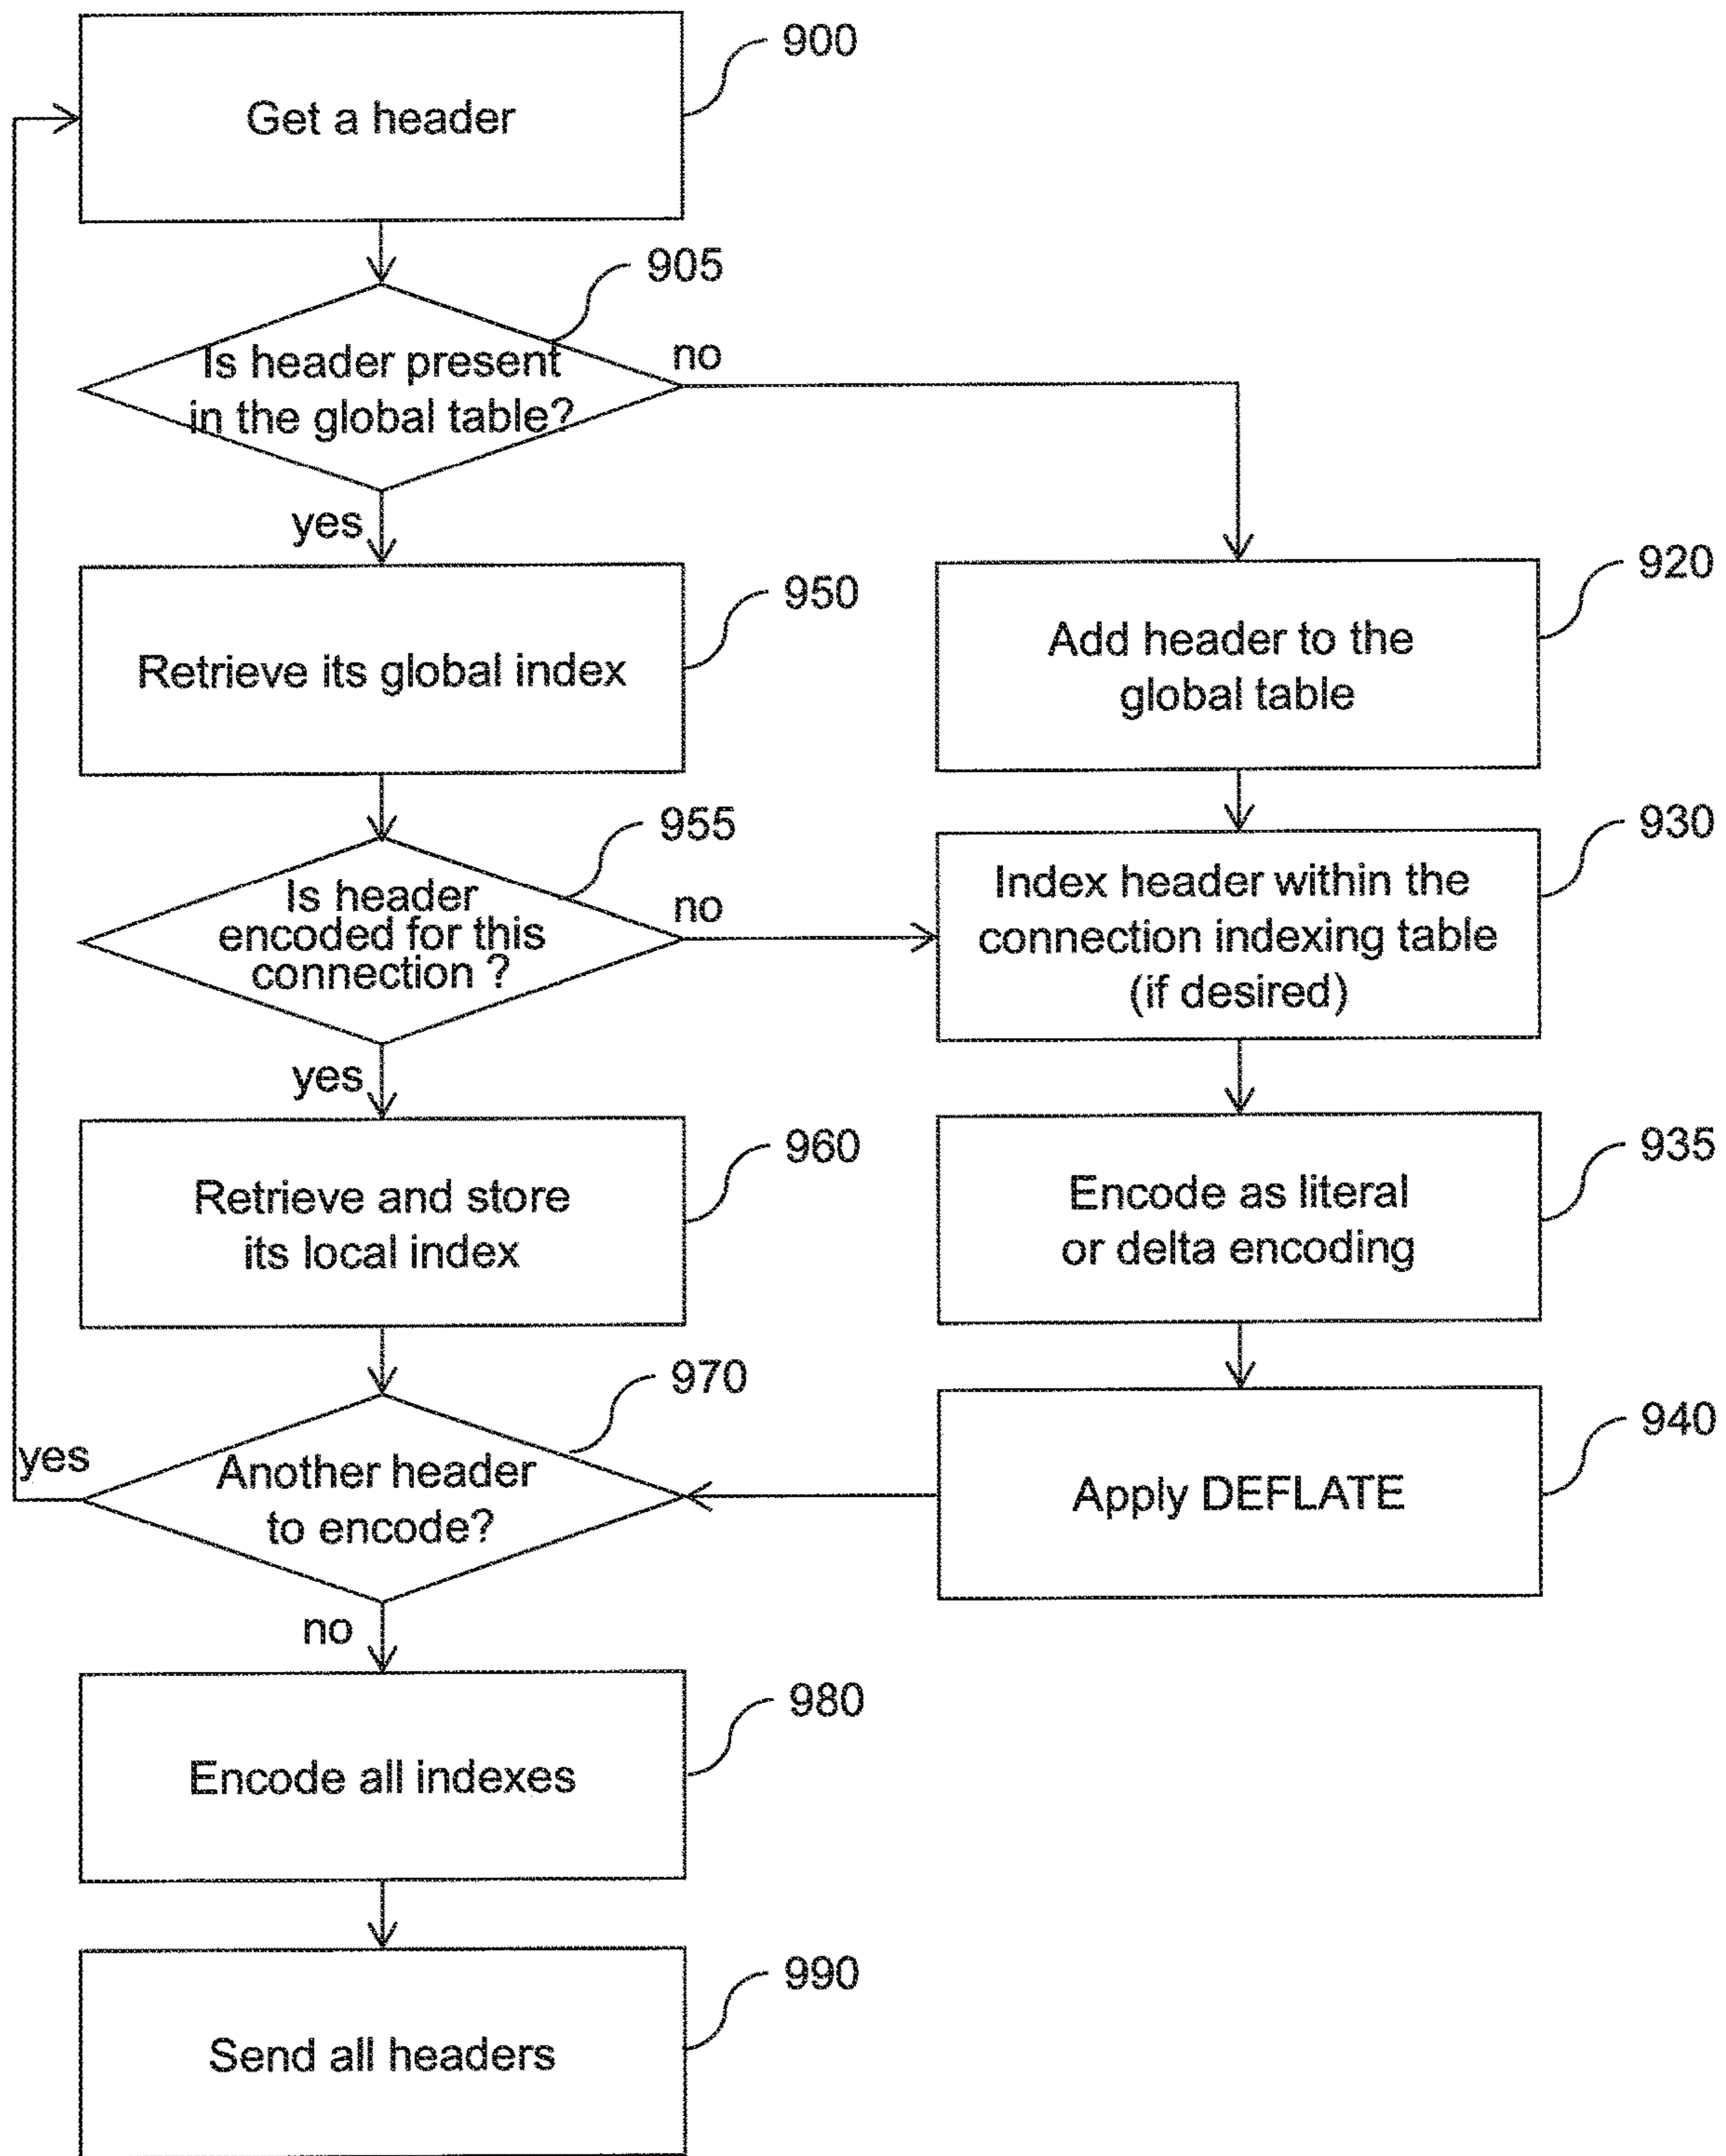 900
Get a header
905
Is header present
in the global table?
no
yes
950
Retrieve its global index
920
Add header to the
global table
955
Is header
encoded for this
connection ?
no
yes
930
Index header within the
connection indexing table
(if desired)
960
Retrieve and store
its local index
935
Encode as literal
or delta encoding
970
Another header
to encode?
yes
no
940
Apply DEFLATE
980
Encode all indexes
990
Send all headers